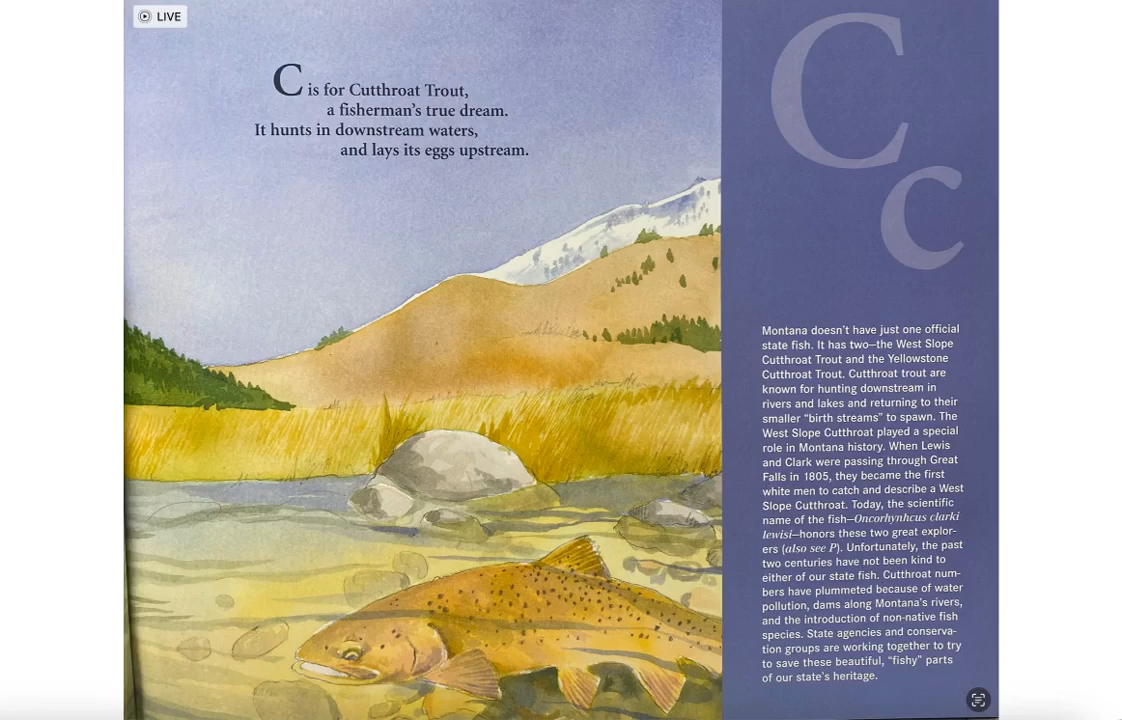 LIVE
C is for Cutthroat Trout,
a fisherman's true dream.
It hunts in downstream waters,
and lays its eggs upstream.
C
c
Montana doesn't have just one official
state fish. It has two—the West Slope
Cutthroat Trout and the Yellowstone
Cutthroat Trout. Cutthroat trout are
known for hunting downstream in
rivers and lakes and returning to their
smaller "birth streams" to spawn. The
West Slope Cutthroat played a special
role in Montana history. When Lewis
and Clark were passing through Great
Falls in 1805, they became the first
white men to catch and describe a West
Slope Cutthroat. Today, the scientific
name of the fish—Oncorhynhcus clarki
lewisi—honors these two great explor-
ers (also see P). Unfortunately, the past
two centuries have not been kind to
either of our state fish. Cutthroat num-
bers have plummeted because of water
pollution, dams along Montana's rivers,
and the introduction of non-native fish
species. State agencies and conserva-
tion groups are working together to try
to save these beautiful, "fishy" parts
of our state's heritage.